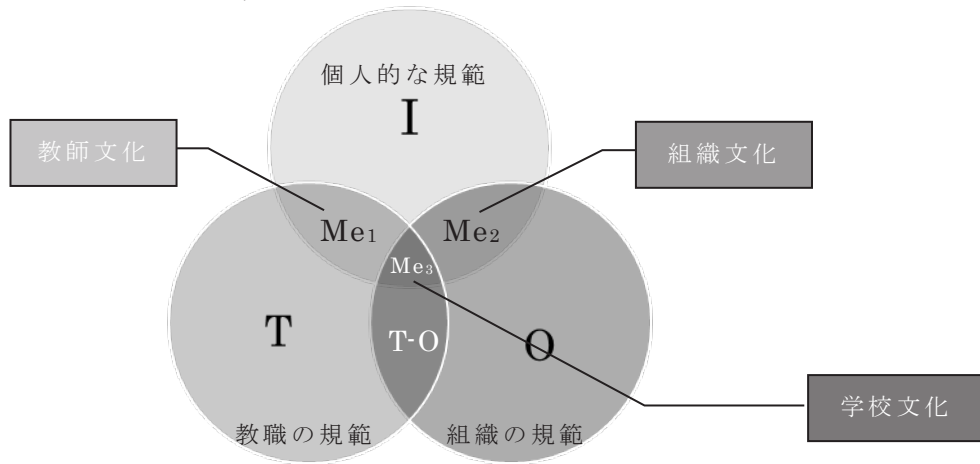 個人的な規範
I
教師文化
組織文化
Me1
Me2
Me3
T
T-O
O
学校文化
教職の規範
組織の規範